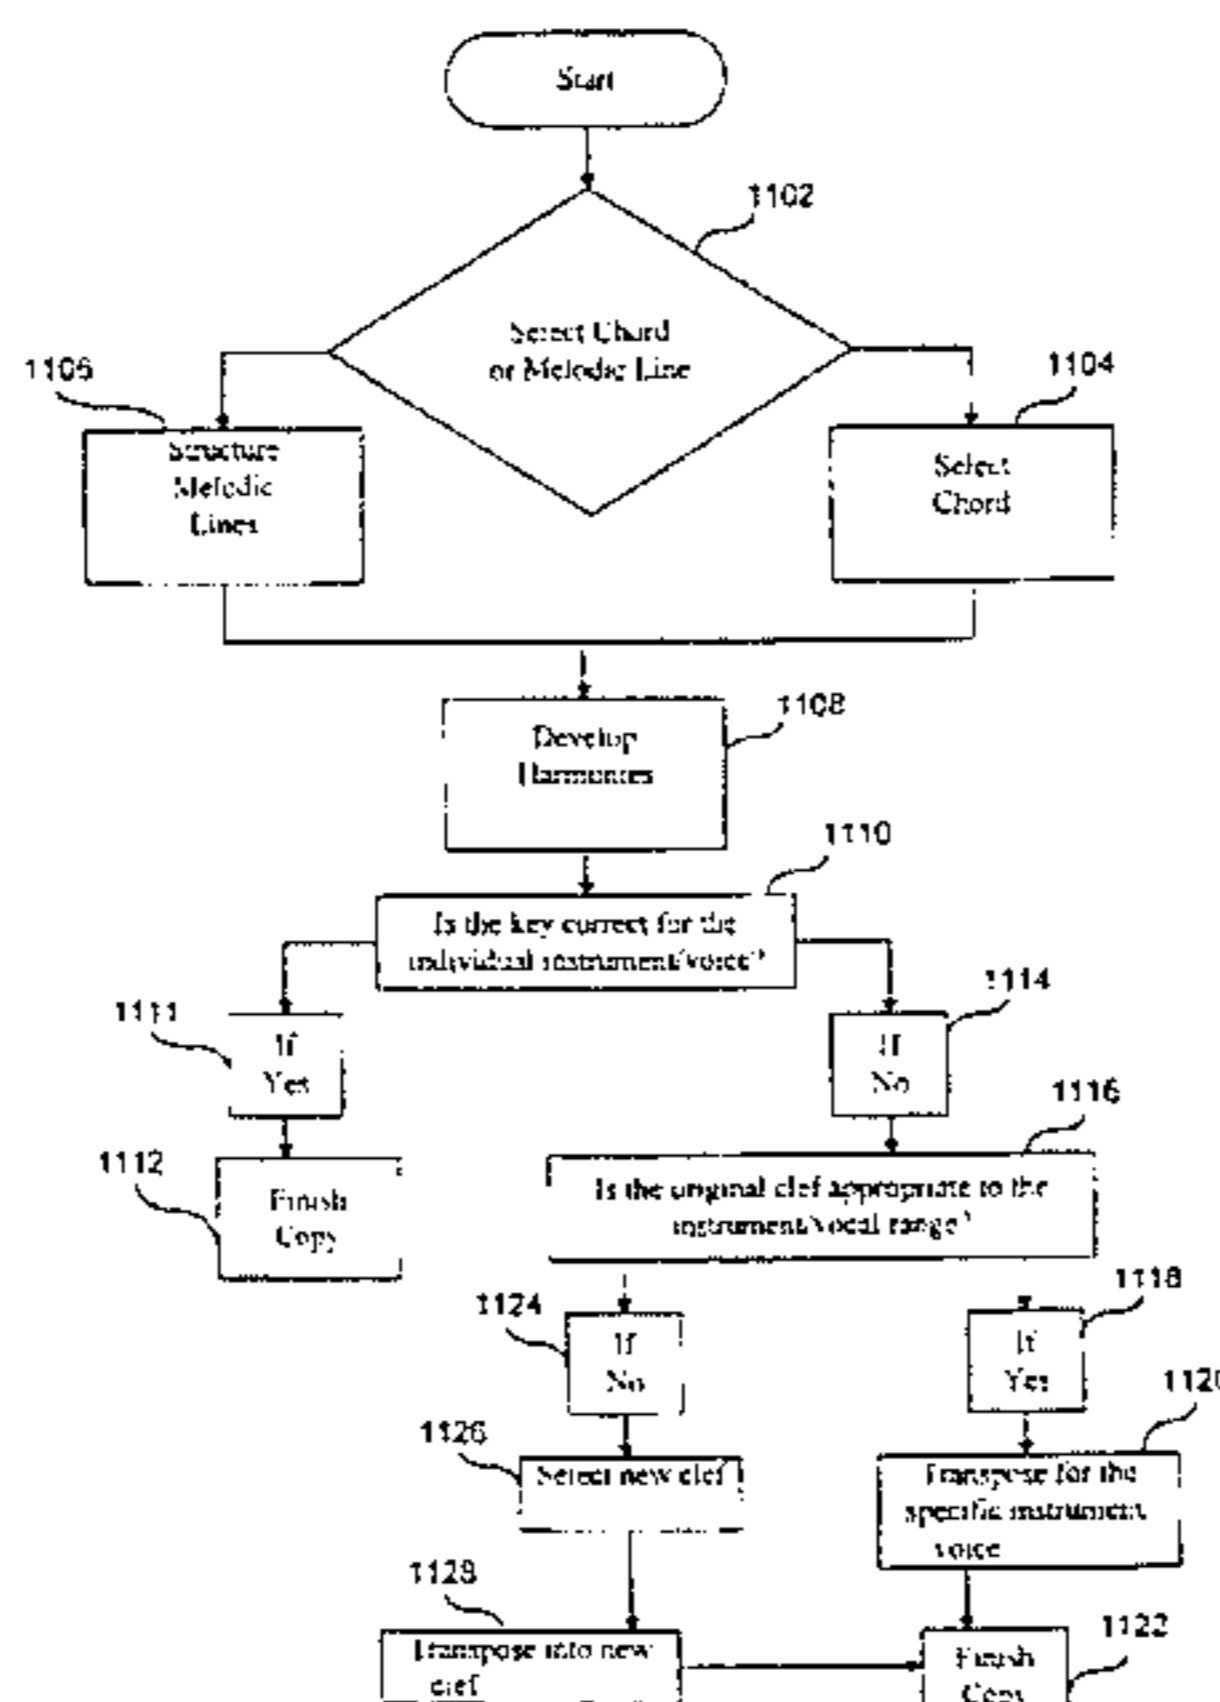 Start
1102
Select Chord
or Melodic Line
1106
1104
Structure
Melodic
Lines
Select
Chord
1108
Develop
Harmonies
1110
Is the key correct for the
individual instrument/voice?
1111
If
Yes
1114
If
No
1112
Finish
Copy
1116
Is the original clef appropriate to the
instrument/vocal range?
1124
If
No
1118
If
Yes
1126
Select new clef
1120
Transpose for the
specific instrument
voice
1128
Transpose into new
clef
1122
Finish
Copy